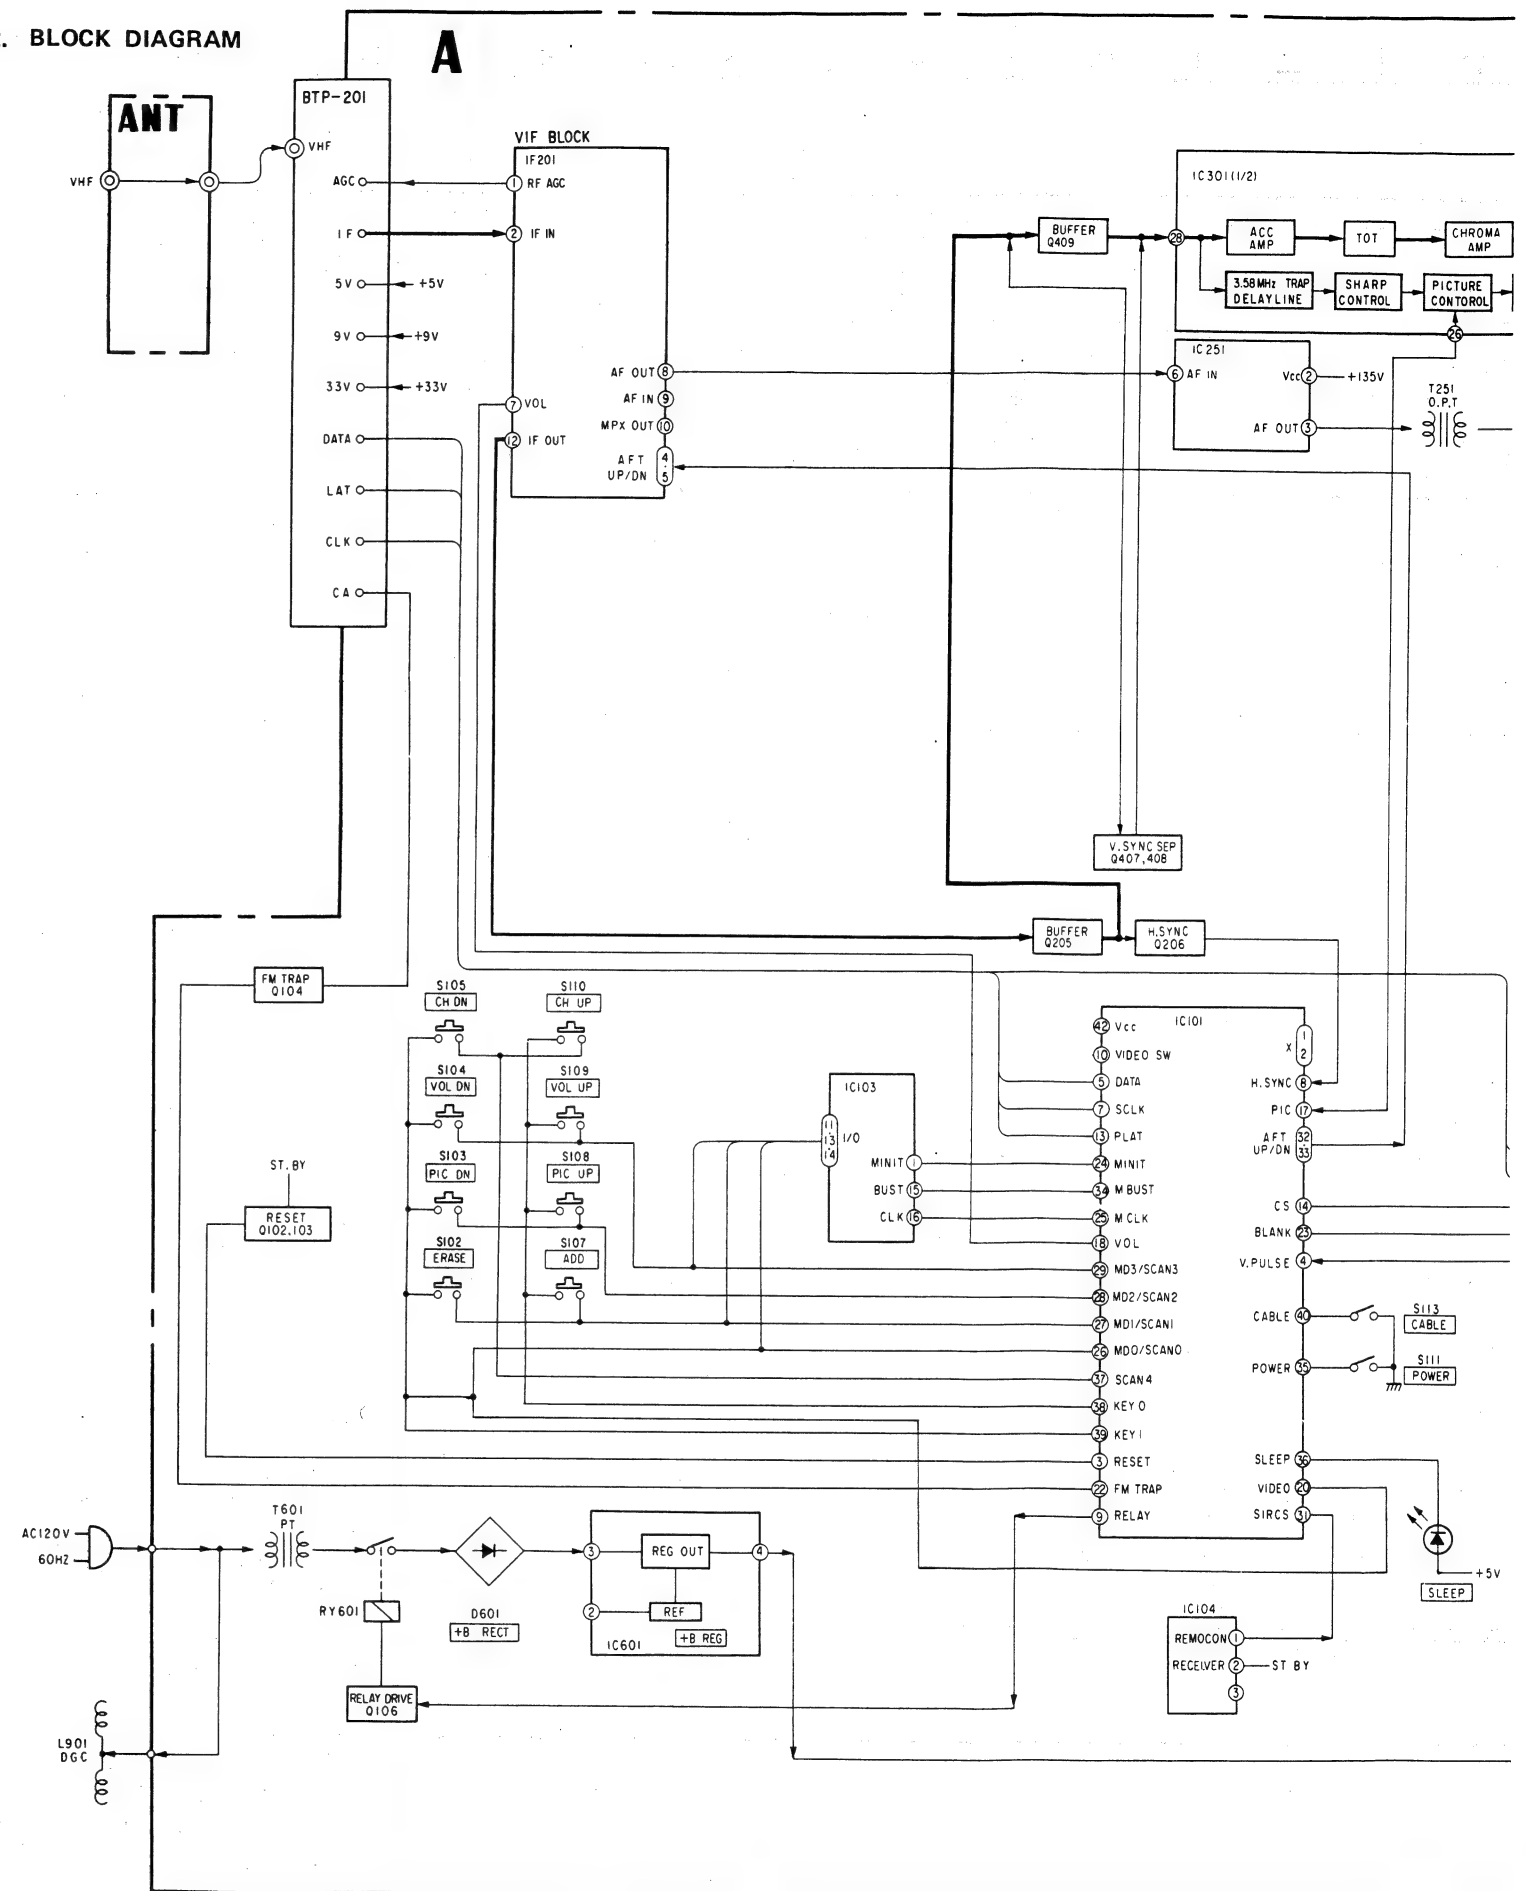 . BLOCK DIAGRAM
A
ANT
VHF
BTP-201
VHF
AGC
IF
5V
+5V
9V
+9V
33V
+33V
DATA
LAT
CLK
CA
VIF BLOCK
IF201
1 RF AGC
2 IF IN
7 VOL
12 IF OUT
AF OUT 8
AF IN 9
MPX OUT 10
AFT
UP/DN
4
5
IC301(1/2)
BUFFER
Q409
28
ACC
AMP
TOT
CHROMA
AMP
3.58MHz TRAP
DELAYLINE
SHARP
CONTROL
PICTURE
CONTOROL
26
IC251
6 AF IN
Vcc 2
+135V
AF OUT 3
T251
O.P.T
V.SYNC SEP
Q407,408
BUFFER
Q205
H.SYNC
Q206
FM TRAP
Q104
S105
CH DN
S110
CH UP
S104
VOL DN
S109
VOL UP
S103
PIC DN
S108
PIC UP
S102
ERASE
S107
ADD
ST.BY
RESET
Q102,103
IC103
11
13
14
I/O
MINIT 1
BUST 15
CLK 16
IC101
42 Vcc
10 VIDEO SW
5 DATA
7 SCLK
13 PLAT
24 MINIT
34 M BUST
25 M CLK
18 VOL
29 MD3/SCAN3
28 MD2/SCAN2
27 MD1/SCAN1
26 MD0/SCAN0
37 SCAN4
38 KEY0
39 KEY1
3 RESET
22 FM TRAP
9 RELAY
X
1
2
H.SYNC 8
PIC 17
AFT
UP/DN
32
33
CS 14
BLANK 23
V.PULSE 4
CABLE 40
POWER 35
SLEEP 36
VIDEO 20
SIRCS 31
S113
CABLE
S111
POWER
+5V
SLEEP
IC104
REMOCON 1
RECEIVER 2
ST BY
3
AC120V
60HZ
T601
PT
RY601
D601
+B RECT
3
REG OUT
4
2
REF
IC601
+B REG
RELAY DRIVE
Q106
L901
DGC